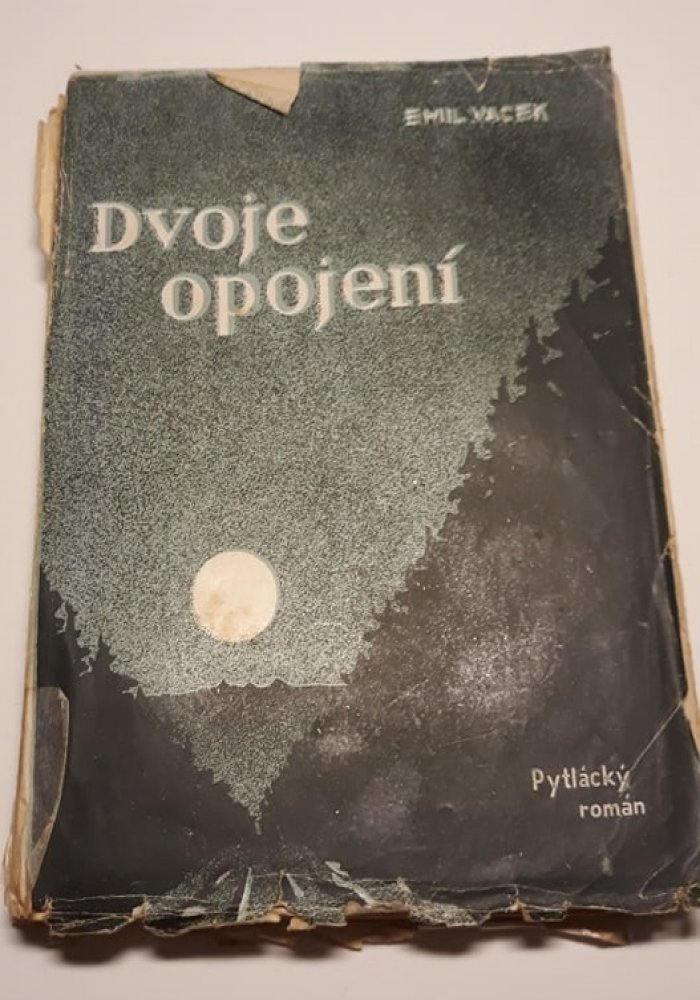 EMIL VACEK
Dvoje
opojení
Pytlácký
román